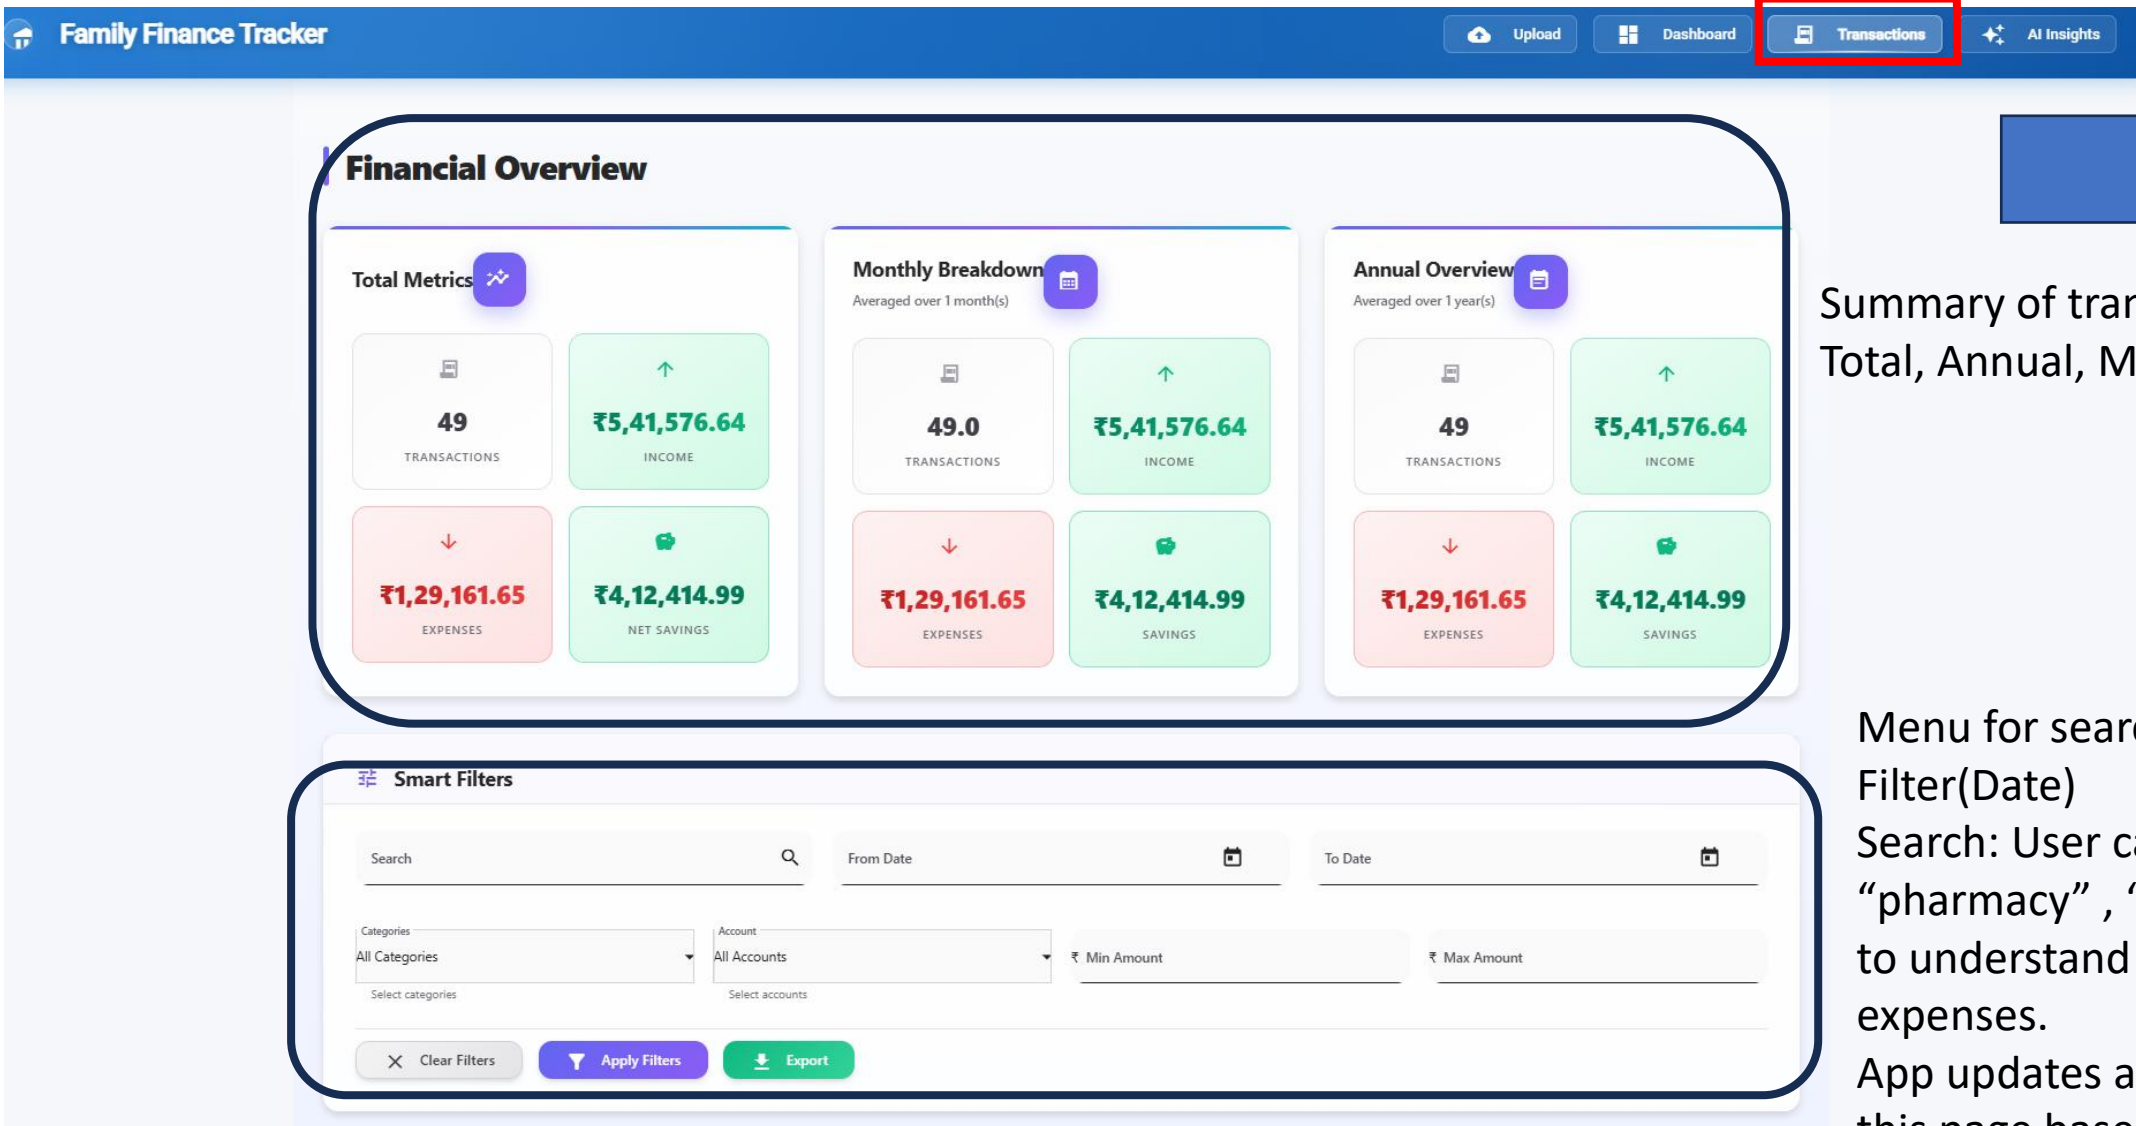 Family Finance Tracker
Upload
Dashboard
Transactions
AI Insights
Financial Overview
Total Metrics
49
TRANSACTIONS
₹5,41,576.64
INCOME
₹1,29,161.65
EXPENSES
₹4,12,414.99
NET SAVINGS
Monthly Breakdown
Averaged over 1 month(s)
49.0
TRANSACTIONS
₹5,41,576.64
INCOME
₹1,29,161.65
EXPENSES
₹4,12,414.99
SAVINGS
Annual Overview
Averaged over 1 year(s)
49
TRANSACTIONS
₹5,41,576.64
INCOME
₹1,29,161.65
EXPENSES
₹4,12,414.99
SAVINGS
Summary of
Total, Annual,
Smart Filters
Search
From Date
To Date
Categories
All Categories
Select categories
Account
All Accounts
Select accounts
₹ Min Amount
₹ Max Amount
Clear Filters
Apply Filters
Export
Menu for
Filter(Date)
Search: User
“pharmacy” , “
to understand
expenses.
App updates
this page